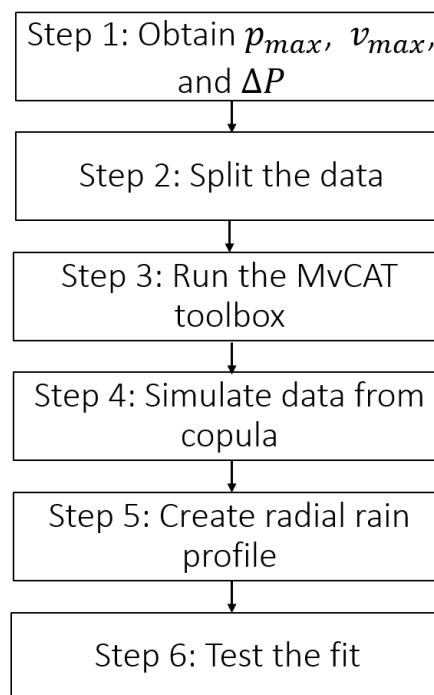 Step 1: Obtain p_max, v_max,
and ΔP
Step 2: Split the data
Step 3: Run the MvCAT
toolbox
Step 4: Simulate data from
copula
Step 5: Create radial rain
profile
Step 6: Test the fit